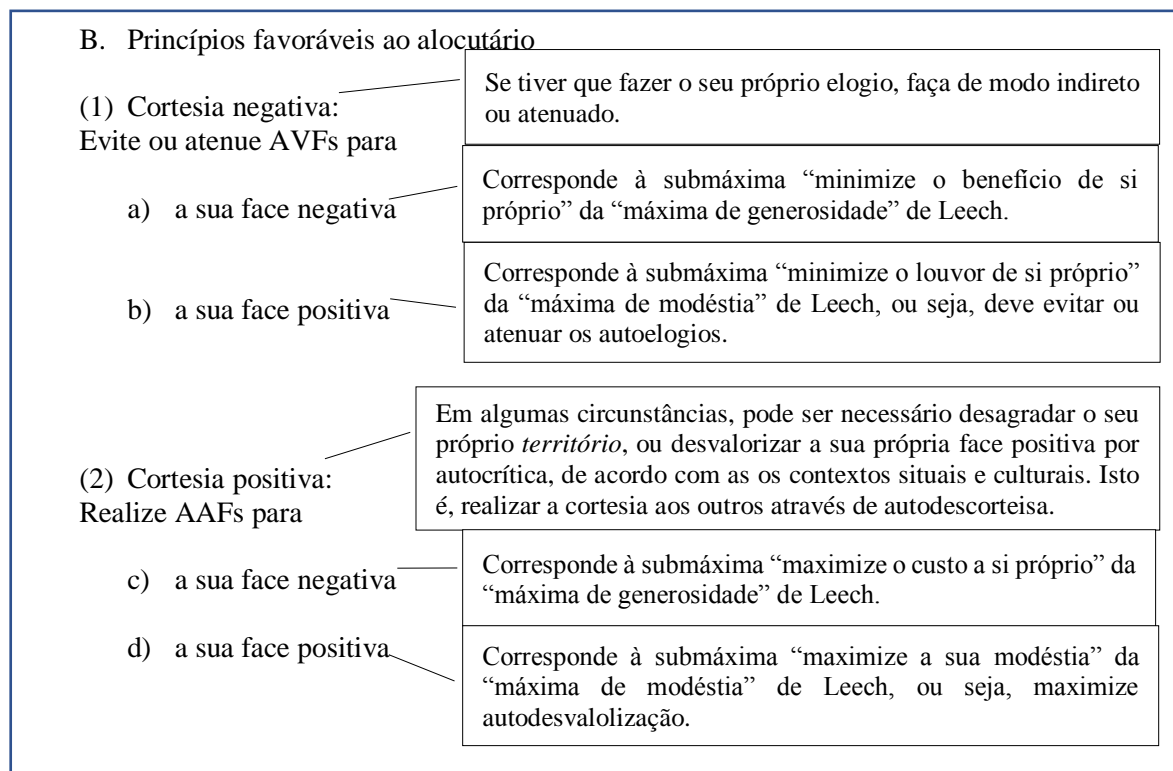 B. Princípios favoráveis ao alocutário
(1) Cortesia negativa:
Evite ou atenue AVFs para
Se tiver que fazer o seu próprio elogio, faça de modo indireto
ou atenuado.
a) a sua face negativa
Corresponde à submáxima “minimize o benefício de si
próprio” da “máxima de generosidade” de Leech.
b) a sua face positiva
Corresponde à submáxima “minimize o louvor de si próprio”
da “máxima de modéstia” de Leech, ou seja, deve evitar ou
atenuar os autoelogios.
(2) Cortesia positiva:
Realize AAFs para
Em algumas circunstâncias, pode ser necessário desagradar o seu
próprio território, ou desvalorizar a sua própria face positiva por
autocrítica, de acordo com as os contextos situais e culturais. Isto
é, realizar a cortesia aos outros através de autodescorteisa.
c) a sua face negativa
Corresponde à submáxima “maximize o custo a si próprio” da
“máxima de generosidade” de Leech.
d) a sua face positiva
Corresponde à submáxima “maximize a sua modéstia” da
“máxima de modéstia” de Leech, ou seja, maximize
autodesvalolização.